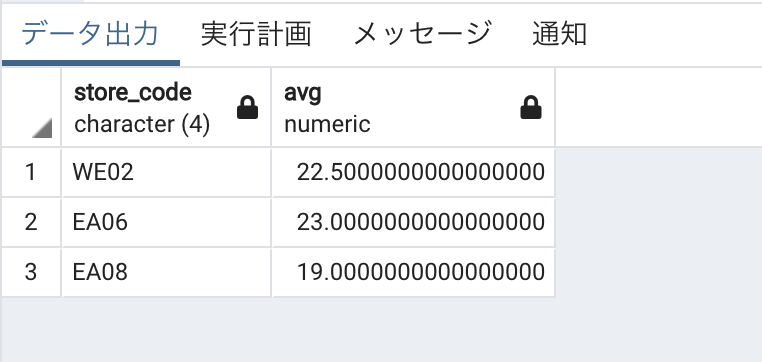 データ出力 実行計画 メッセージ 通知
store_code avg
character (4) numeric
1 WE02 22.5000000000000000
2 EA06 23.0000000000000000
3 EA08 19.0000000000000000